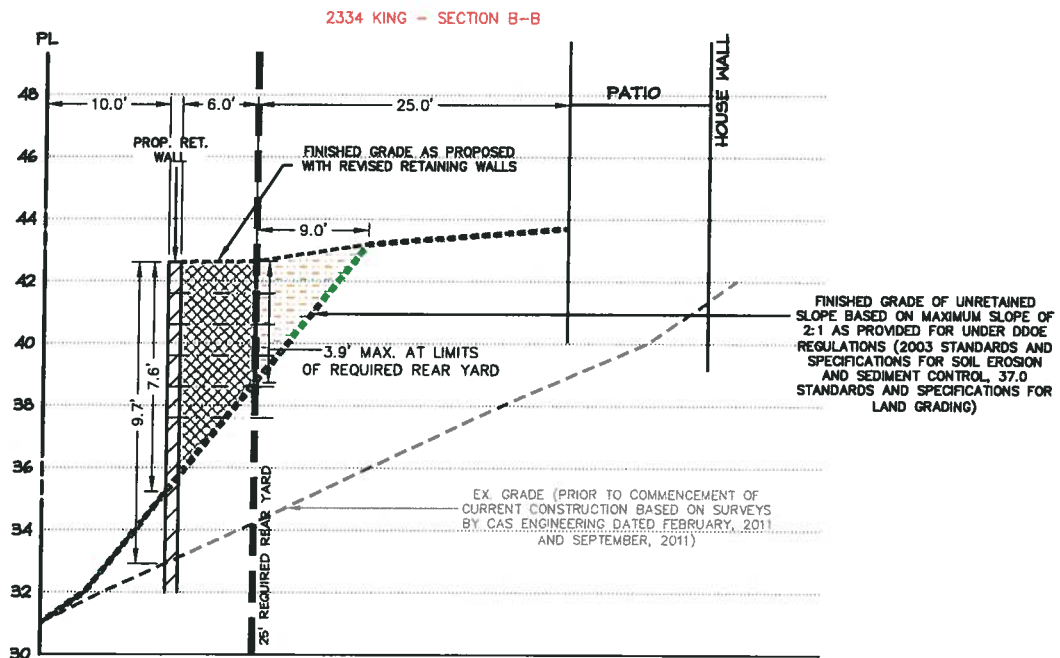 2334 KING - SECTION B-B
PL
HOUSE WALL
48
10.0'
6.0'
25.0'
PATIO
46
PROP. RET.
WALL
FINISHED GRADE AS PROPOSED
WITH REVISED RETAINING WALLS
44
9.0'
42
40
3.9' MAX. AT LIMITS
OF REQUIRED REAR YARD
FINISHED GRADE OF UNRETAINED
SLOPE BASED ON MAXIMUM SLOPE OF
2:1 AS PROVIDED FOR UNDER DDOE
REGULATIONS (2003 STANDARDS AND
SPECIFICATIONS FOR SOIL EROSION
AND SEDIMENT CONTROL, 37.0
STANDARDS AND SPECIFICATIONS FOR
LAND GRADING)
7.6'
9.7'
38
36
34
EX. GRADE (PRIOR TO COMMENCEMENT OF
CURRENT CONSTRUCTION BASED ON SURVEYS
BY CAS ENGINEERING DATED FEBRUARY, 2011
AND SEPTEMBER, 2011)
25' REQUIRED REAR YARD
32
30